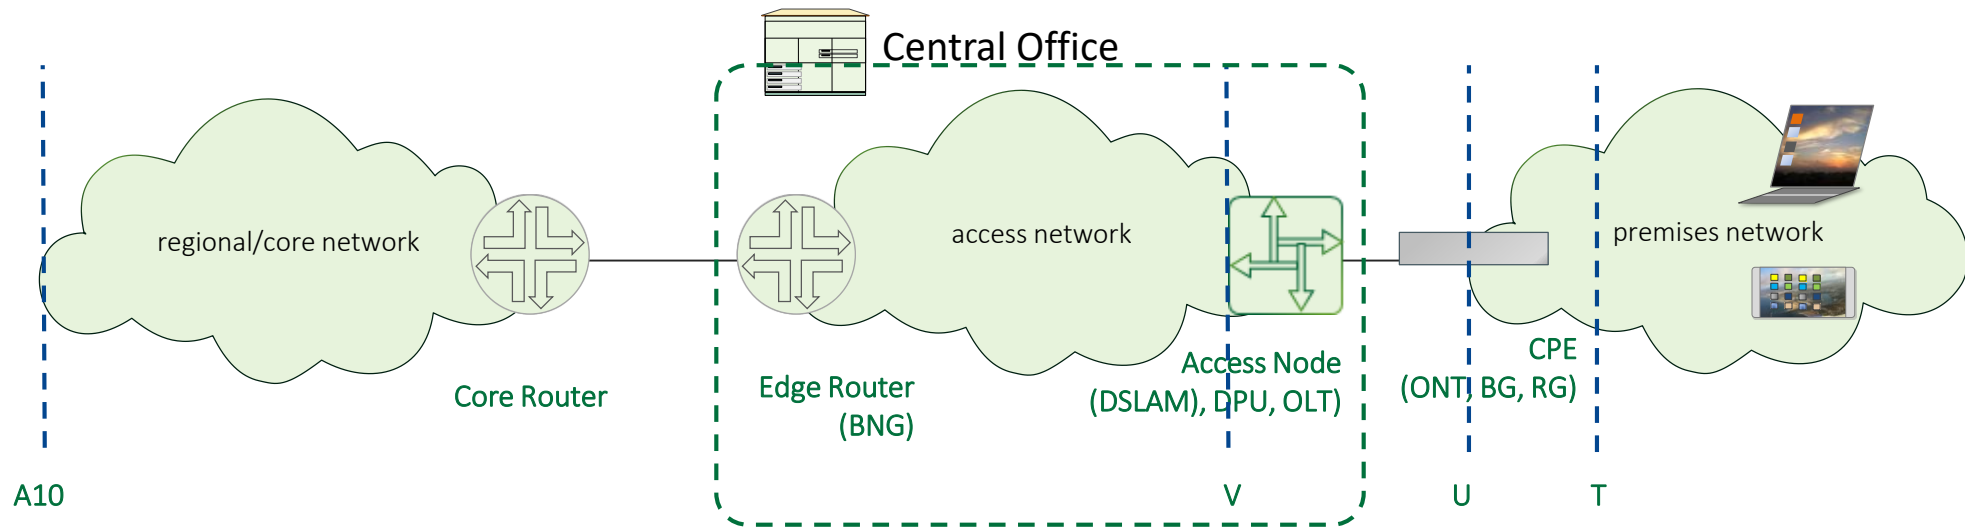 Central Office
regional/core network
access network
premises network
Core Router
Edge Router
(BNG)
Access Node
(DSLAM), DPU, OLT)
CPE
(ONT, BG, RG)
A10
V
U
T